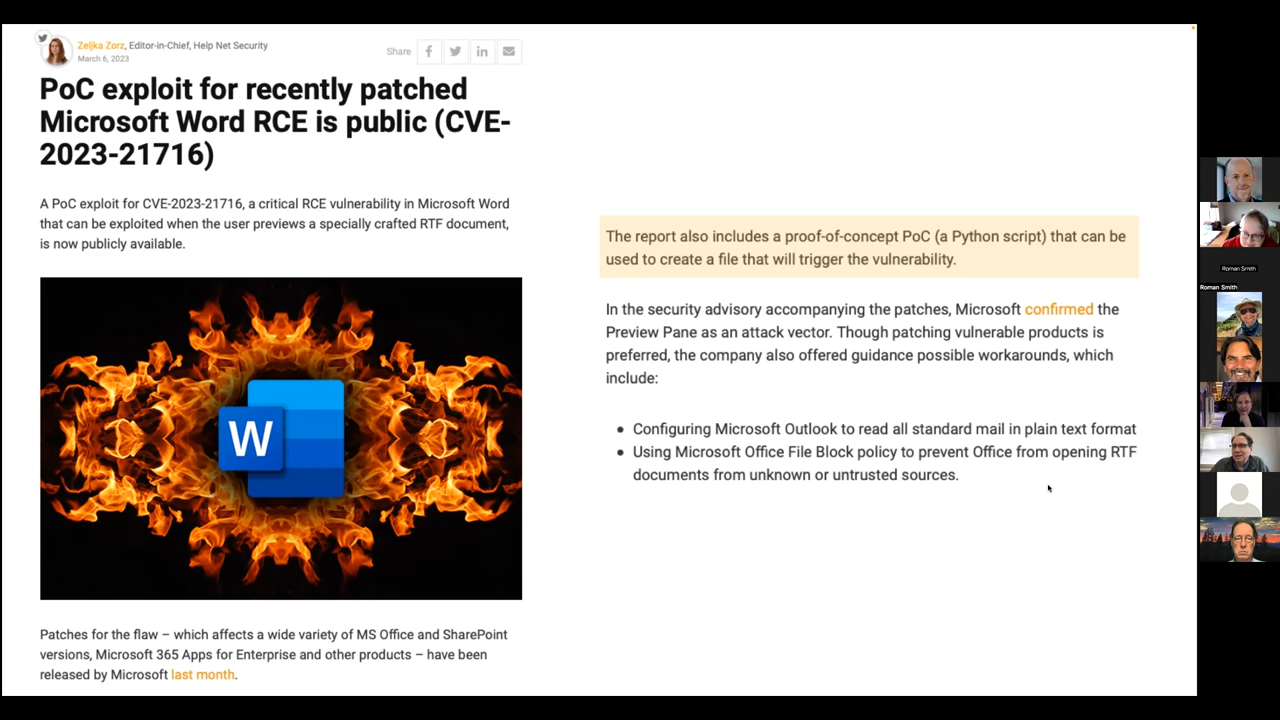 Zeljka Zorz, Editor-in-Chief, Help Net Security
March 6, 2023
Share
PoC exploit for recently patched
Microsoft Word RCE is public (CVE-
2023-21716)
A PoC exploit for CVE-2023-21716, a critical RCE vulnerability in Microsoft Word
that can be exploited when the user previews a specially crafted RTF document,
is now publicly available.
W
Patches for the flaw – which affects a wide variety of MS Office and SharePoint
versions, Microsoft 365 Apps for Enterprise and other products – have been
released by Microsoft last month.
The report also includes a proof-of-concept PoC (a Python script) that can be
used to create a file that will trigger the vulnerability.
In the security advisory accompanying the patches, Microsoft confirmed the
Preview Pane as an attack vector. Though patching vulnerable products is
preferred, the company also offered guidance possible workarounds, which
include:
• Configuring Microsoft Outlook to read all standard mail in plain text format
• Using Microsoft Office File Block policy to prevent Office from opening RTF
documents from unknown or untrusted sources.
Roman Smith
Roman Smith